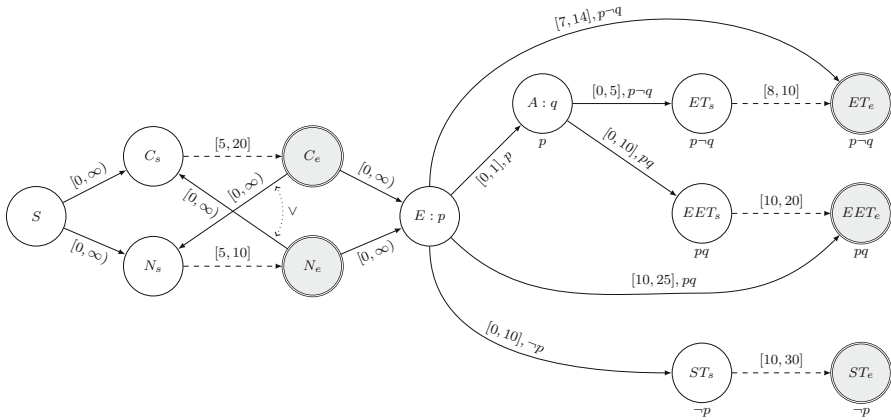 [7, 14], p¬q
A : q
[0, 5], p¬q
ET_s
[8, 10]
ET_e
p
p¬q
p¬q
[0, 1], p
[0, 10], pq
C_s
[5, 20]
C_e
[0, ∞)
[0, ∞)
[0, ∞)
[0, ∞)
S
∨
E : p
EET_s
[10, 20]
EET_e
pq
pq
[0, ∞)
[0, ∞)
N_s
[5, 10]
N_e
[10, 25], pq
[0, 10], ¬p
ST_s
[10, 30]
ST_e
¬p
¬p